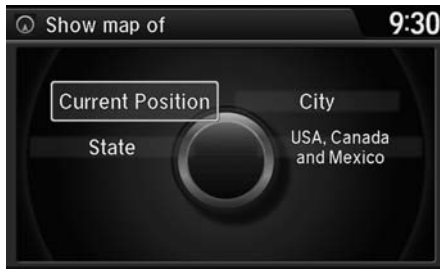 Show map of
9:30
Current Position
City
State
USA, Canada
and Mexico